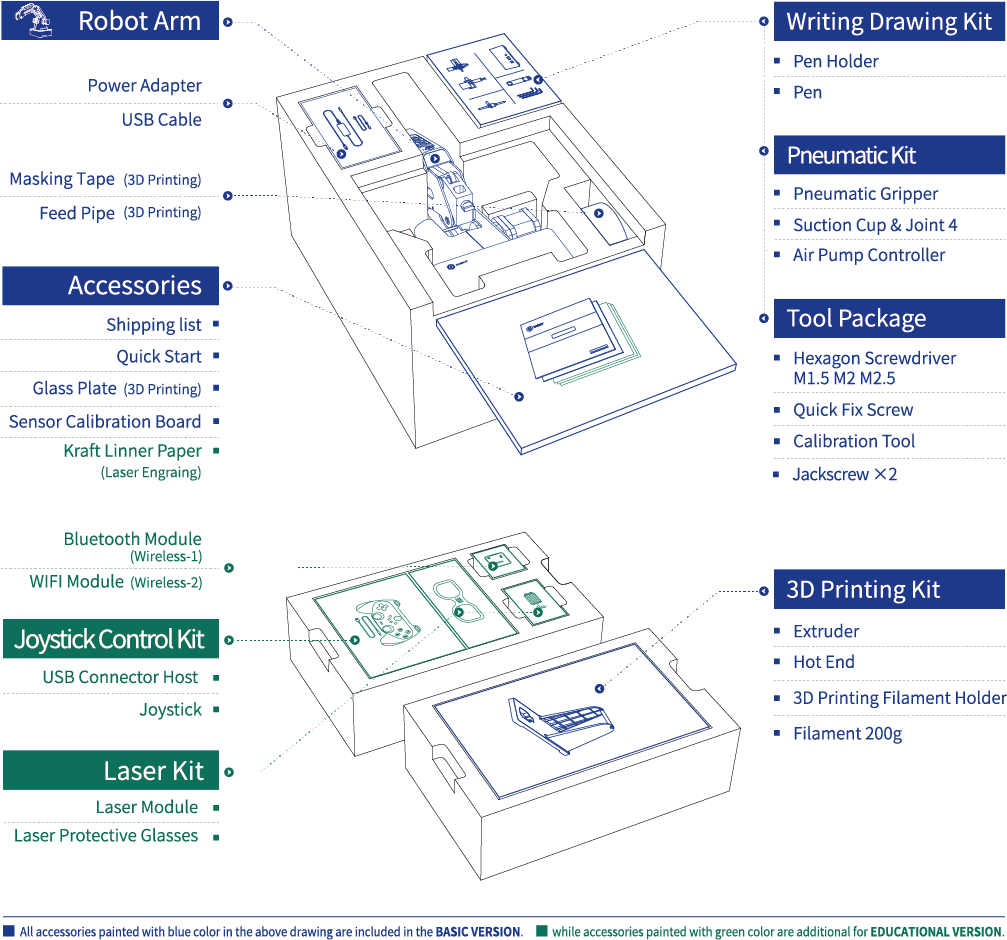 Robot Arm
Power Adapter
USB Cable
Masking Tape (3D Printing)
Feed Pipe (3D Printing)
Accessories
Shipping list
Quick Start
Glass Plate (3D Printing)
Sensor Calibration Board
Kraft Linner Paper
(Laser Engraing)
Bluetooth Module
(Wireless-1)
WIFI Module (Wireless-2)
Joystick Control Kit
USB Connector Host
Joystick
Laser Kit
Laser Module
Laser Protective Glasses
Writing Drawing Kit
Pen Holder
Pen
Pneumatic Kit
Pneumatic Gripper
Suction Cup & Joint 4
Air Pump Controller
Tool Package
Hexagon Screwdriver
M1.5 M2 M2.5
Quick Fix Screw
Calibration Tool
Jackscrew ×2
3D Printing Kit
Extruder
Hot End
3D Printing Filament Holder
Filament 200g
All accessories painted with blue color in the above drawing are included in the BASIC VERSION. while accessories painted with green color are additional for EDUCATIONAL VERSION.